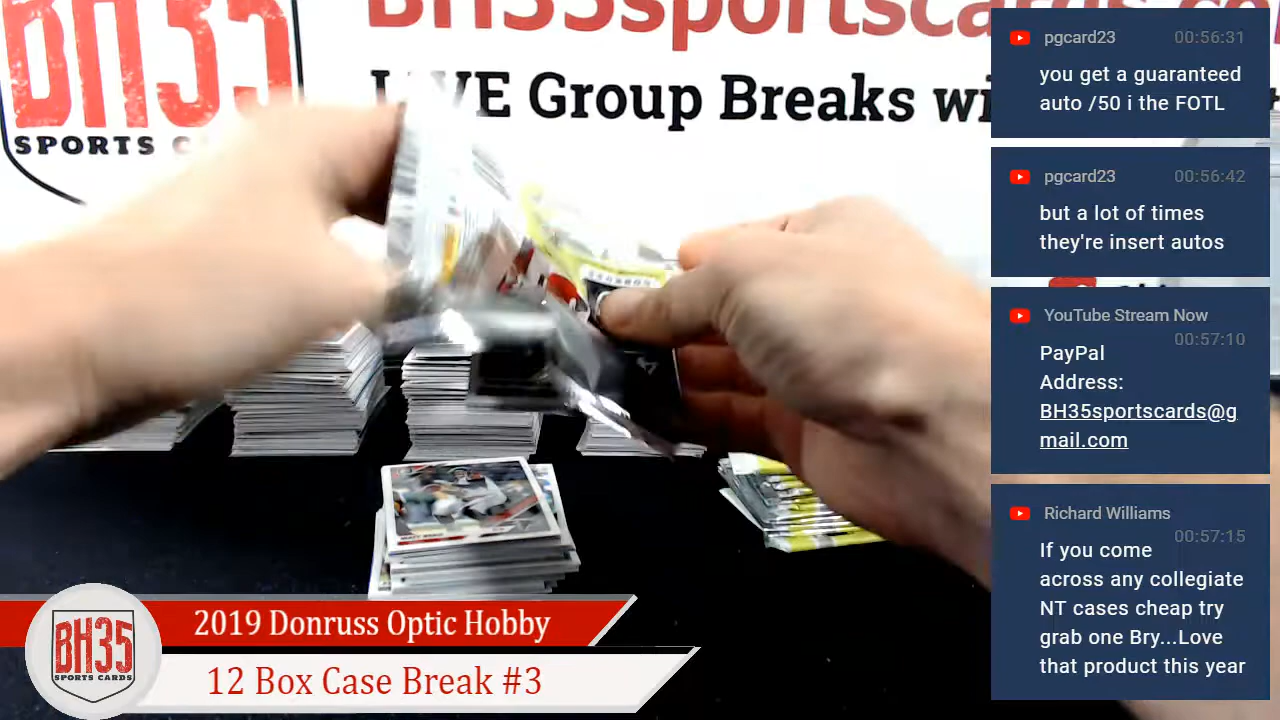 BH35
SPORTS C
BH35sportscards.co
LIVE Group Breaks wi
pgcard23 00:56:31
you get a guaranteed
auto /50 i the FOTL
pgcard23 00:56:42
but a lot of times
they're insert autos
YouTube Stream Now
00:57:10
PayPal
Address:
BH35sportscards@g
mail.com
Richard Williams
00:57:15
If you come
across any collegiate
NT cases cheap try
grab one Bry...Love
that product this year
BH35
SPORTS CARDS
2019 Donruss Optic Hobby
12 Box Case Break #3